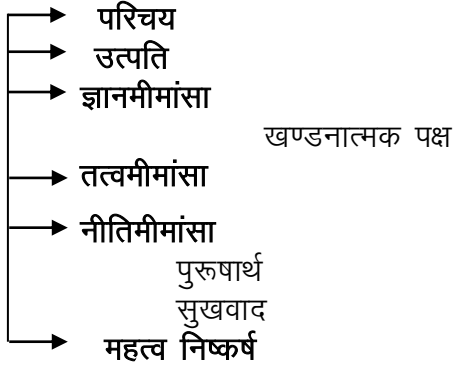 परिचय
उत्पति
ज्ञानमीमांसा
खण्डनात्मक पक्ष
तत्वमीमांसा
नीतिमीमांसा
पुरूषार्थ
सुखवाद
महत्व निष्कर्ष